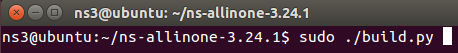 ns3@ubuntu: ~/ns-allinone-3.24.1
ns3@ubuntu:~/ns-allinone-3.24.1$ sudo ./build.py